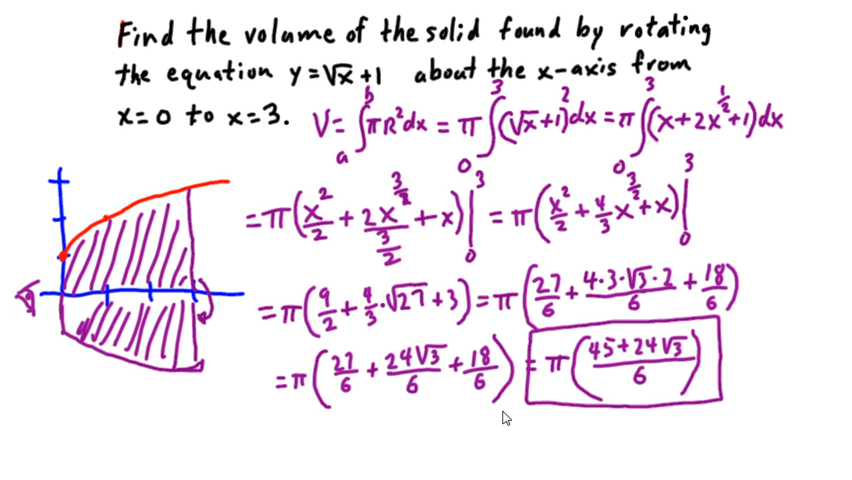 Find the volume of the solid found by rotating
the equation y=√x+1 about the x-axis from
x=0 to x=3. V=∫ₐᵇπR²dx = π∫₀³(√x+1)²dx = π∫₀³(x+2x^{1/2}+1)dx
=π(x²/2 + 2x^{3/2}/(3/2) + x)|₀³ = π(x²/2 + 4/3 x^{3/2} + x)|₀³
=π(9/2 + 4/3·√27 + 3) = π(27/6 + 4·3·√3·2/6 + 18/6)
=π(27/6 + 24√3/6 + 18/6) = π(45+24√3/6)